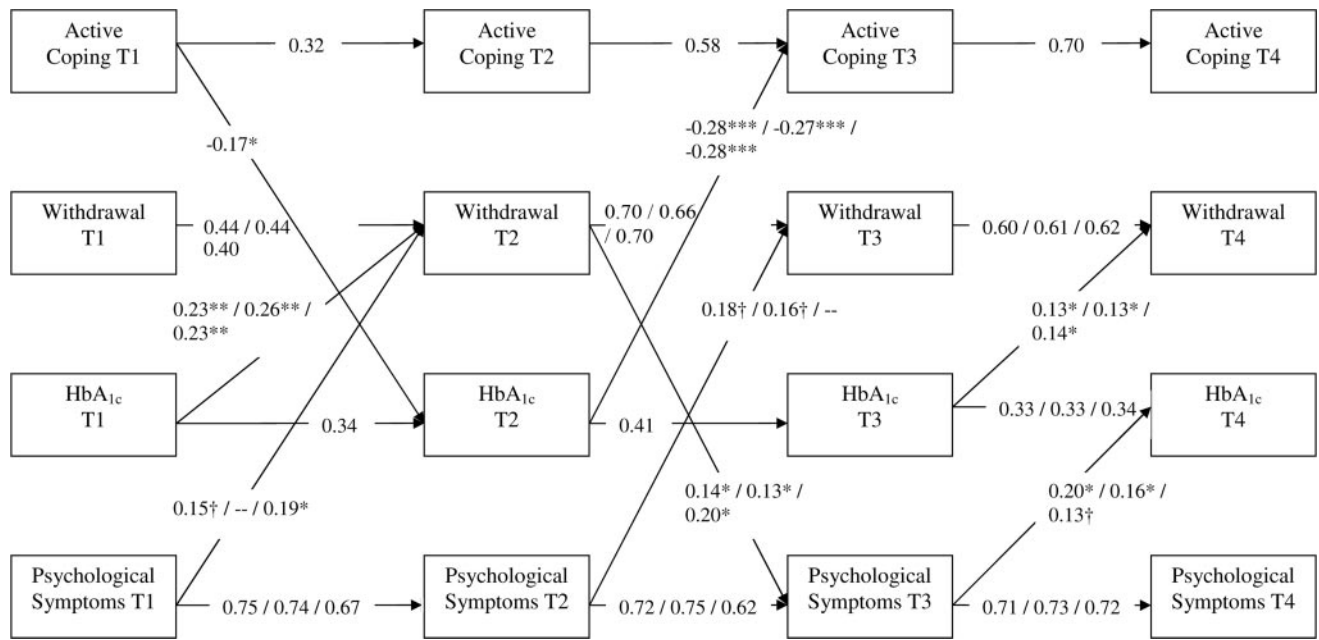 Active
Coping T1
0.32
Active
Coping T2
0.58
Active
Coping T3
0.70
Active
Coping T4
-0.17*
-0.28*** / -0.27*** /
-0.28***
Withdrawal
T1
0.44 / 0.44
0.40
Withdrawal
T2
0.70 / 0.66
/ 0.70
Withdrawal
T3
0.60 / 0.61 / 0.62
Withdrawal
T4
0.23** / 0.26** /
0.23**
0.18† / 0.16† / --
0.13* / 0.13* /
0.14*
HbA1c
T1
0.34
HbA1c
T2
0.41
HbA1c
T3
0.33 / 0.33 / 0.34
HbA1c
T4
0.15† / -- / 0.19*
0.14* / 0.13* /
0.20*
0.20* / 0.16* /
0.13†
Psychological
Symptoms T1
0.75 / 0.74 / 0.67
Psychological
Symptoms T2
0.72 / 0.75 / 0.62
Psychological
Symptoms T3
0.71 / 0.73 / 0.72
Psychological
Symptoms T4